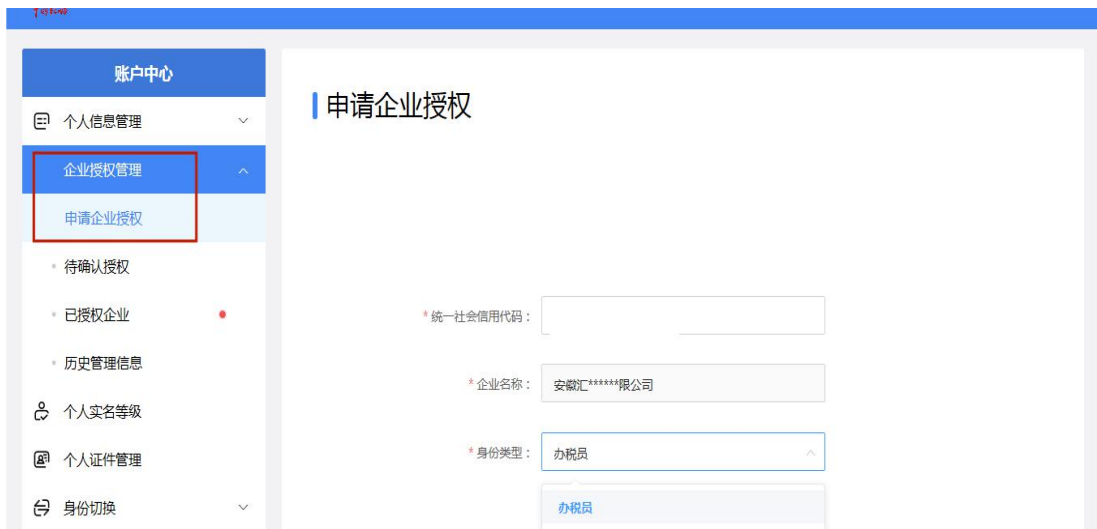 账户中心
个人信息管理
企业授权管理
申请企业授权
待确认授权
已授权企业
历史管理信息
个人实名等级
个人证件管理
身份切换
申请企业授权
*统一社会信用代码：
*企业名称： 安徽汇******限公司
*身份类型： 办税员
办税员